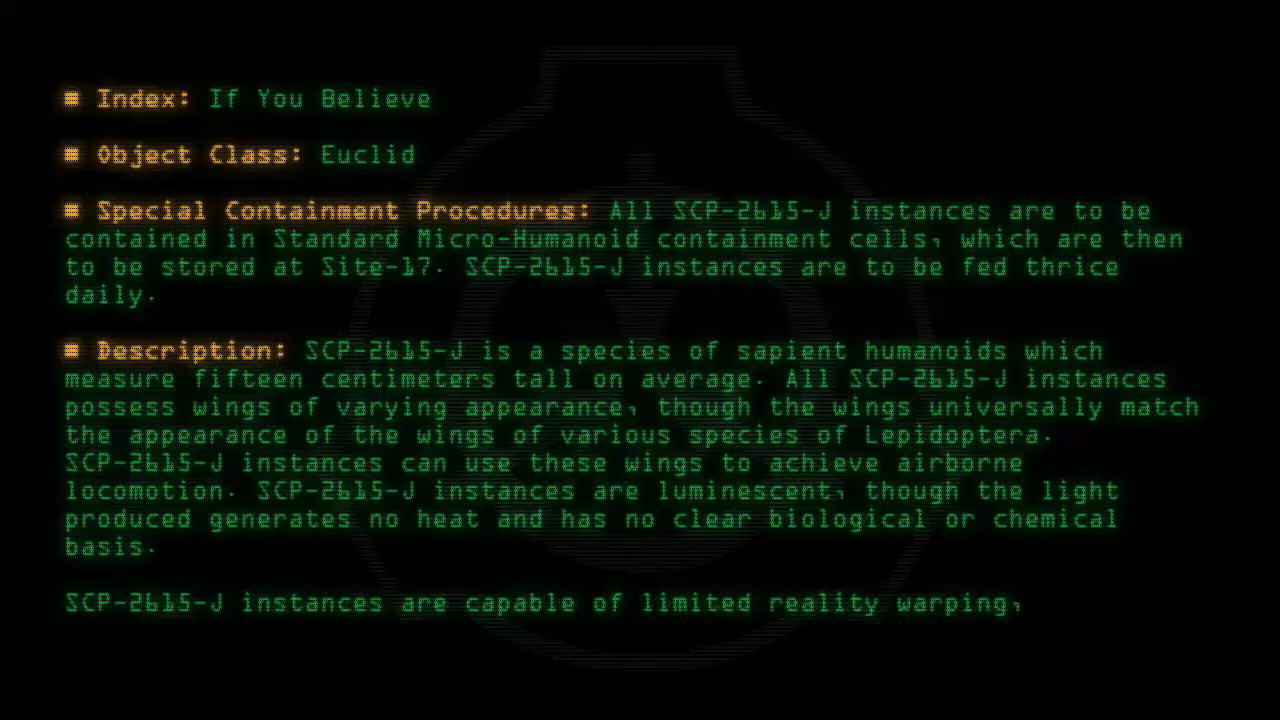 ■ Index: If You Believe
■ Object Class: Euclid
■ Special Containment Procedures: All SCP-2615-J instances are to be
contained in Standard Micro-Humanoid containment cells, which are then
to be stored at Site-17. SCP-2615-J instances are to be fed thrice
daily.
■ Description: SCP-2615-J is a species of sapient humanoids which
measure fifteen centimeters tall on average. All SCP-2615-J instances
possess wings of varying appearance, though the wings universally match
the appearance of the wings of various species of Lepidoptera.
SCP-2615-J instances can use these wings to achieve airborne
locomotion. SCP-2615-J instances are luminescent, though the light
produced generates no heat and has no clear biological or chemical
basis.
SCP-2615-J instances are capable of limited reality warping,